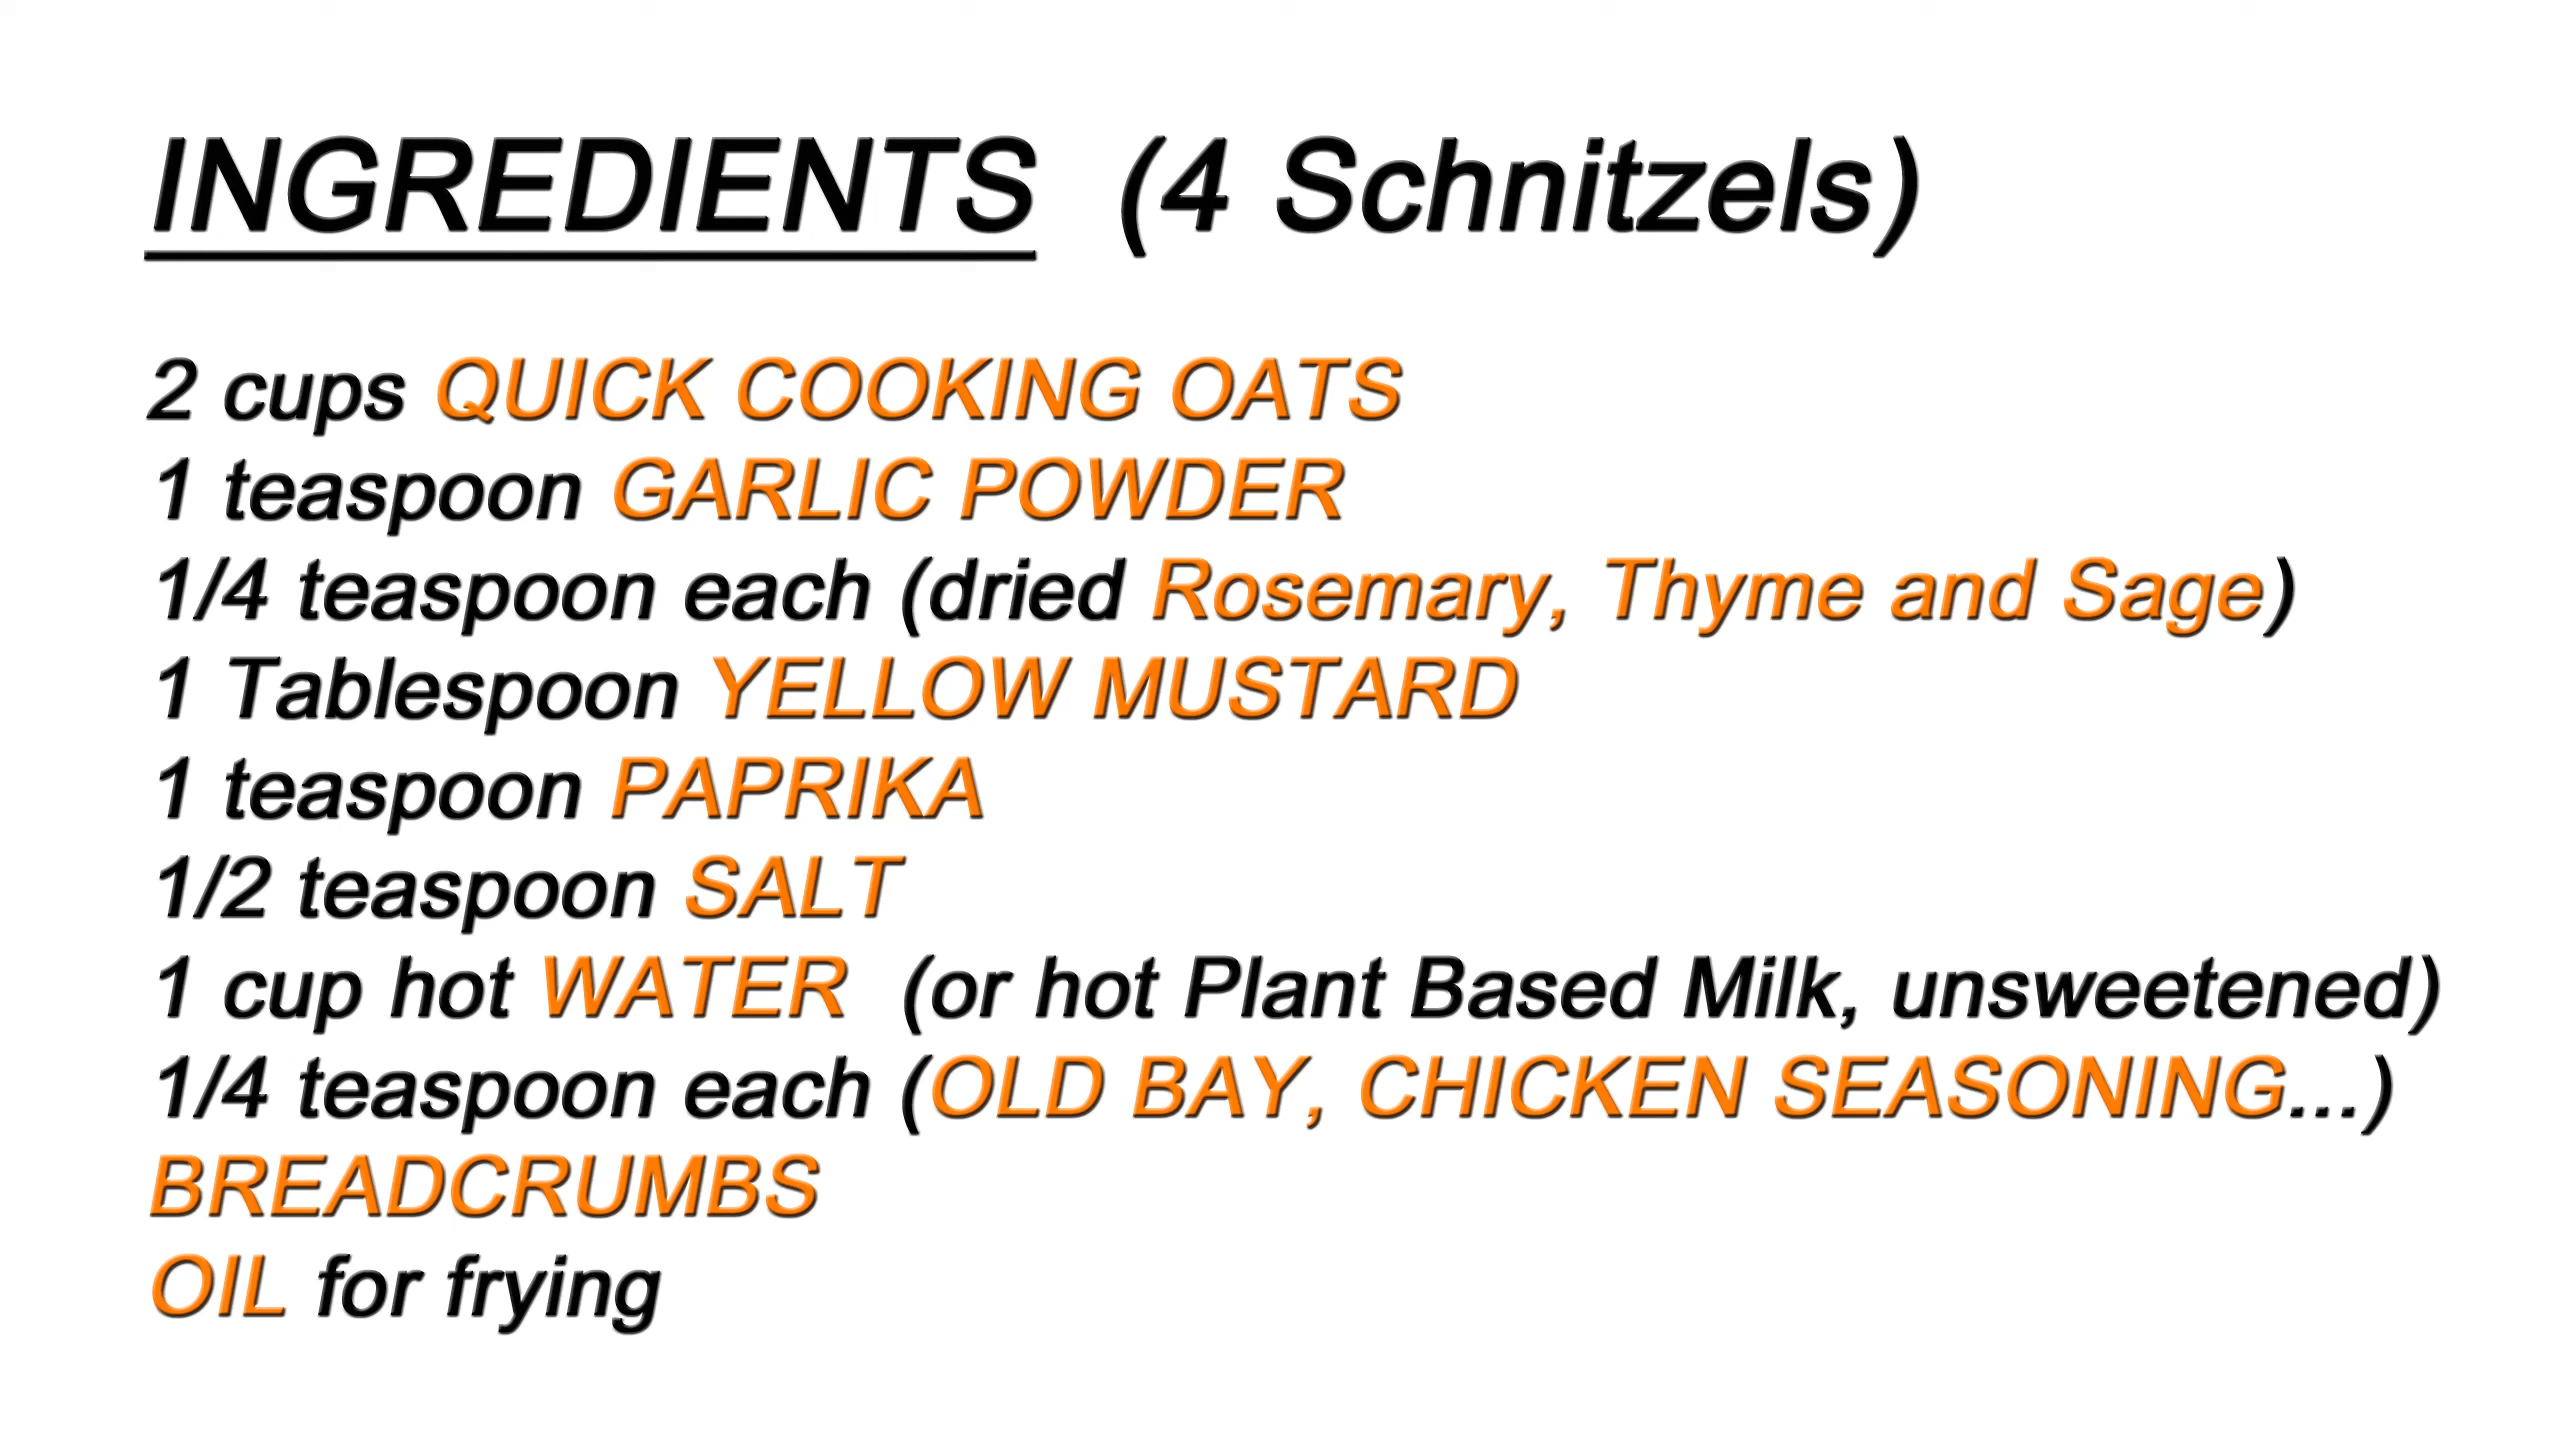 INGREDIENTS (4 Schnitzels)
2 cups QUICK COOKING OATS
1 teaspoon GARLIC POWDER
1/4 teaspoon each (dried Rosemary, Thyme and Sage)
1 Tablespoon YELLOW MUSTARD
1 teaspoon PAPRIKA
1/2 teaspoon SALT
1 cup hot WATER (or hot Plant Based Milk, unsweetened)
1/4 teaspoon each (OLD BAY, CHICKEN SEASONING...)
BREADCRUMBS
OIL for frying